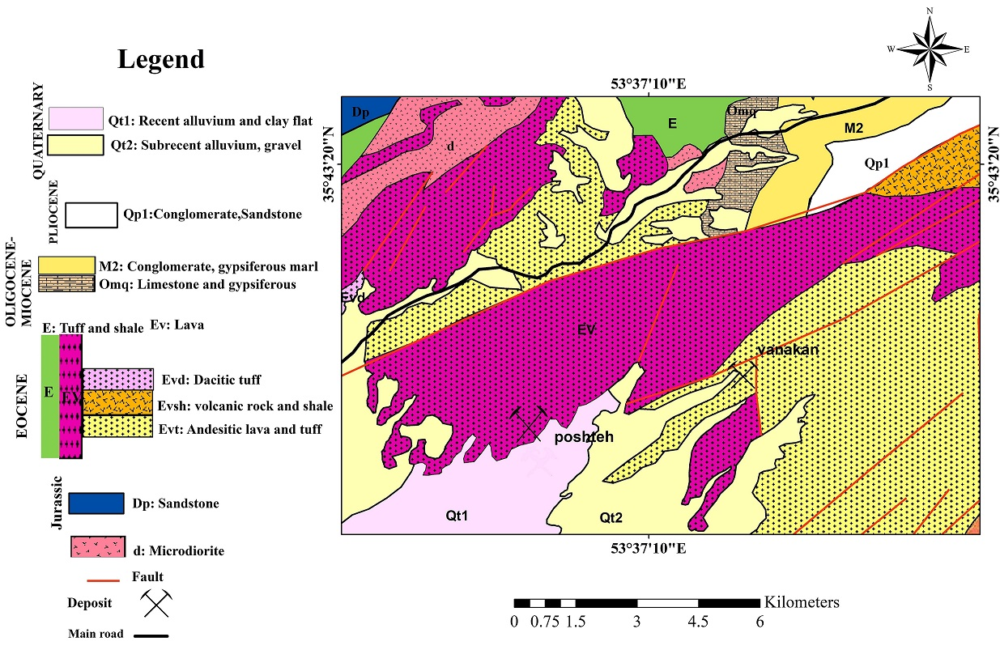 Legend
QUATERNARY
Qt1: Recent alluvium and clay flat
Qt2: Subrecent alluvium, gravel
PLIOCENE
Qp1:Conglomerate,Sandstone
OLIGOCENE-
MIOCENE
M2: Conglomerate, gypsiferous marl
Omq: Limestone and gypsiferous
E: Tuff and shale
Ev: Lava
EOCENE
E
EV
Evd: Dacitic tuff
Evsh: volcanic rock and shale
Evt: Andesitic lava and tuff
Jurassic
Dp: Sandstone
d: Microdiorite
Fault
Deposit
Main road
N
W
E
S
53°37'10"E
35°43'20"N
35°43'20"N
Dp
E
Omq
M2
d
Qp1
Evd
EV
vanakan
poshteh
Qt1
Qt2
53°37'10"E
Kilometers
0 0.75 1.5 3 4.5 6